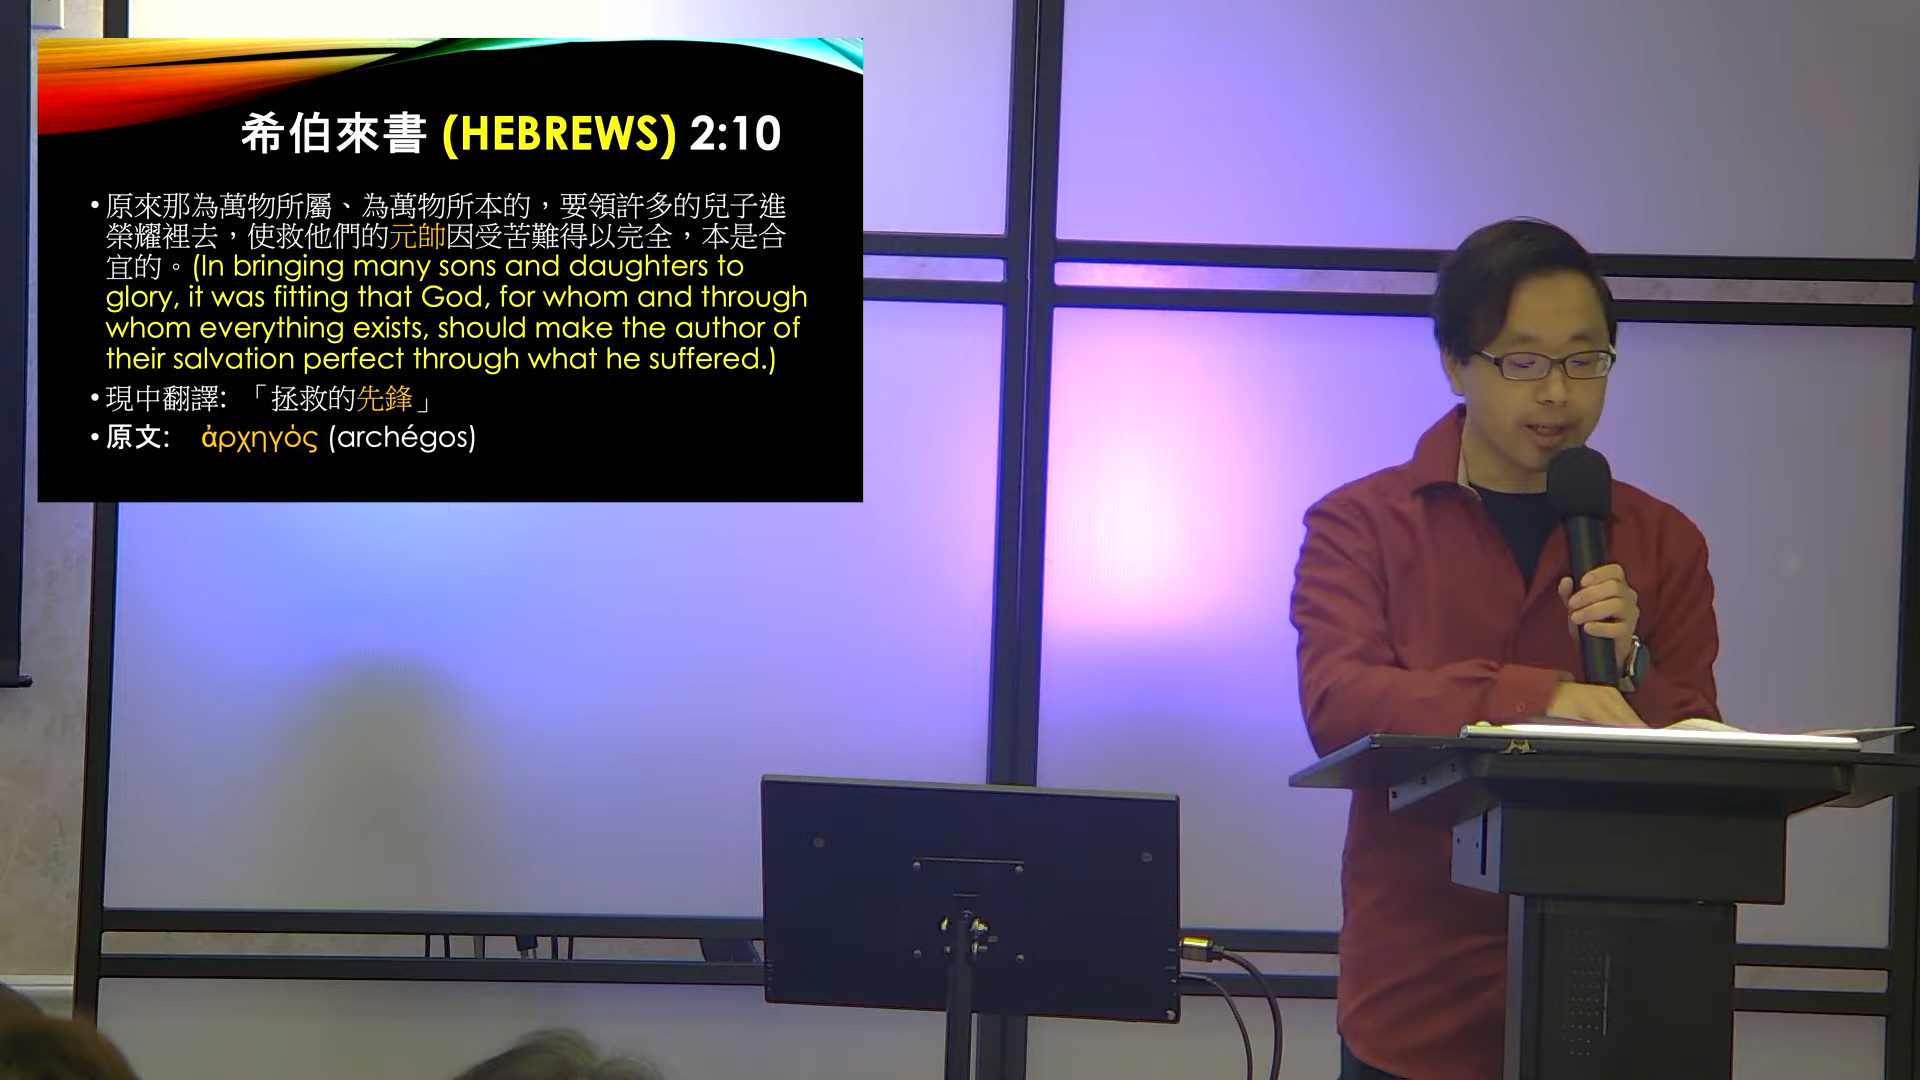 希伯來書 (HEBREWS) 2:10
•原來那為萬物所屬、為萬物所本的，要領許多的兒子進
榮耀裡去，使救他們的元帥因受苦難得以完全，本是合
宜的。(In bringing many sons and daughters to
glory, it was fitting that God, for whom and through
whom everything exists, should make the author of
their salvation perfect through what he suffered.)
•現中翻譯: 「拯救的先鋒」
•原文: ἀρχηγός (archégos)